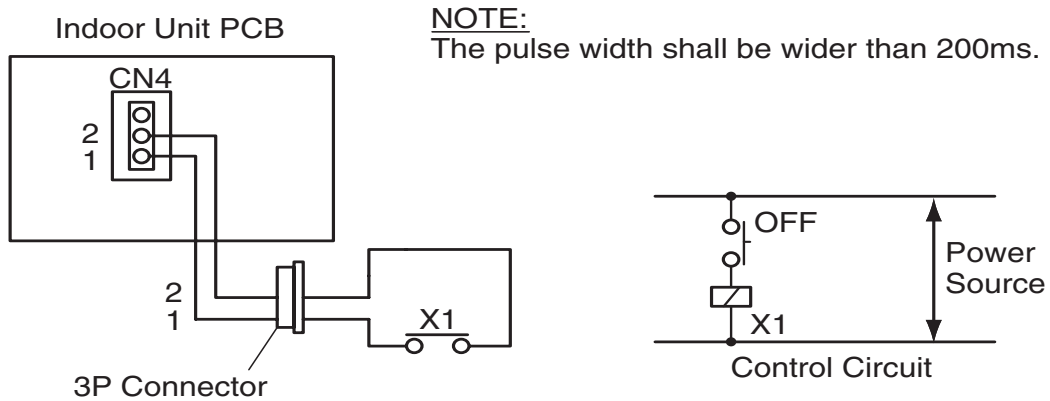 Indoor Unit PCB
NOTE:
The pulse width shall be wider than 200ms.
CN4
2
1
OFF
Power
Source
2
1
X1
X1
Control Circuit
3P Connector